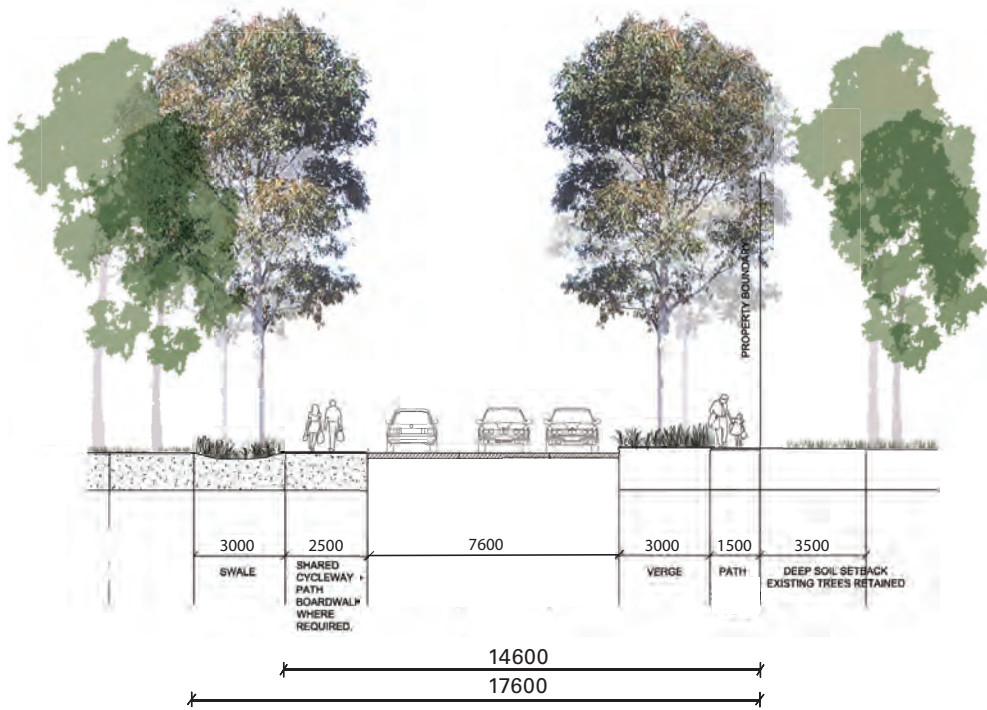 PROPERTY BOUNDARY
3000
2500
7600
3000
1500
3500
SWALE
SHARED
CYCLEWAY
PATH
BOARDWALK
WHERE
REQUIRED.
VERGE
PATH
DEEP SOIL SETBACK
EXISTING TREES RETAINED
14600
17600